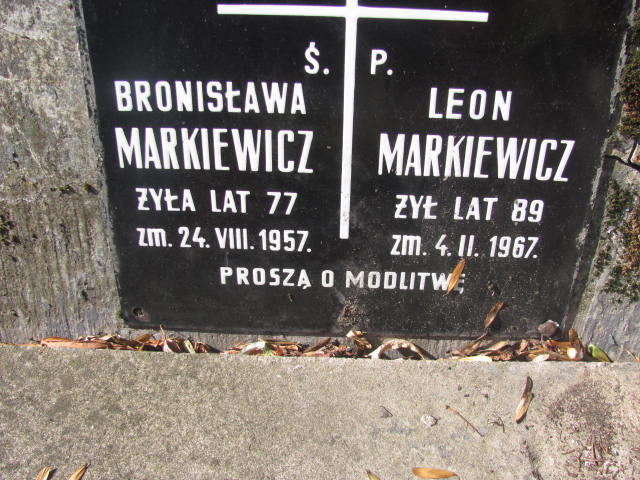 Ś. P.
BRONISŁAWA
MARKIEWICZ
ŻYŁA LAT 77
ZM. 24. VIII. 1957.
LEON
MARKIEWICZ
ŻYŁ LAT 89
ZM. 4. II. 1967.
PROSZĄ O MODLITWĘ